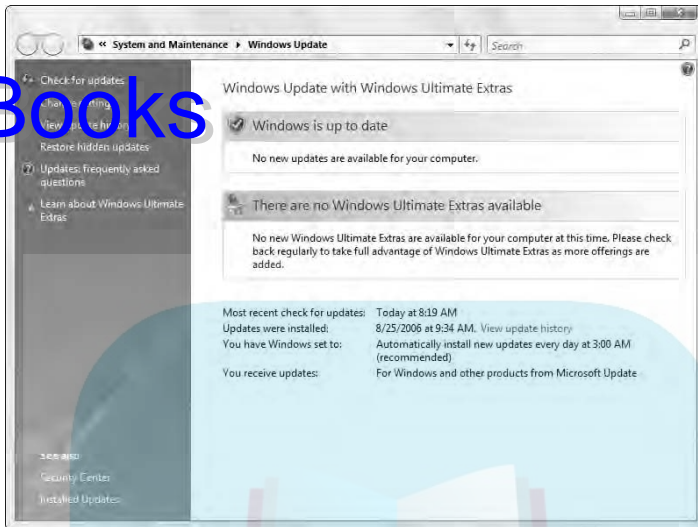 « System and Maintenance ▸ Windows Update
Search
Check for updates
Change settings
View update history
Restore hidden updates
Updates: frequently asked
questions
Learn about Windows Ultimate
Extras
See also
Security Center
Installed Updates
Books
Windows Update with Windows Ultimate Extras
Windows is up to date
No new updates are available for your computer.
There are no Windows Ultimate Extras available
No new Windows Ultimate Extras are available for your computer at this time. Please check
back regularly to take full advantage of Windows Ultimate Extras as more offerings are
added.
Most recent check for updates: Today at 8:19 AM
Updates were installed: 8/25/2006 at 9:34 AM. View update history
You have Windows set to: Automatically install new updates every day at 3:00 AM
(recommended)
You receive updates: For Windows and other products from Microsoft Update